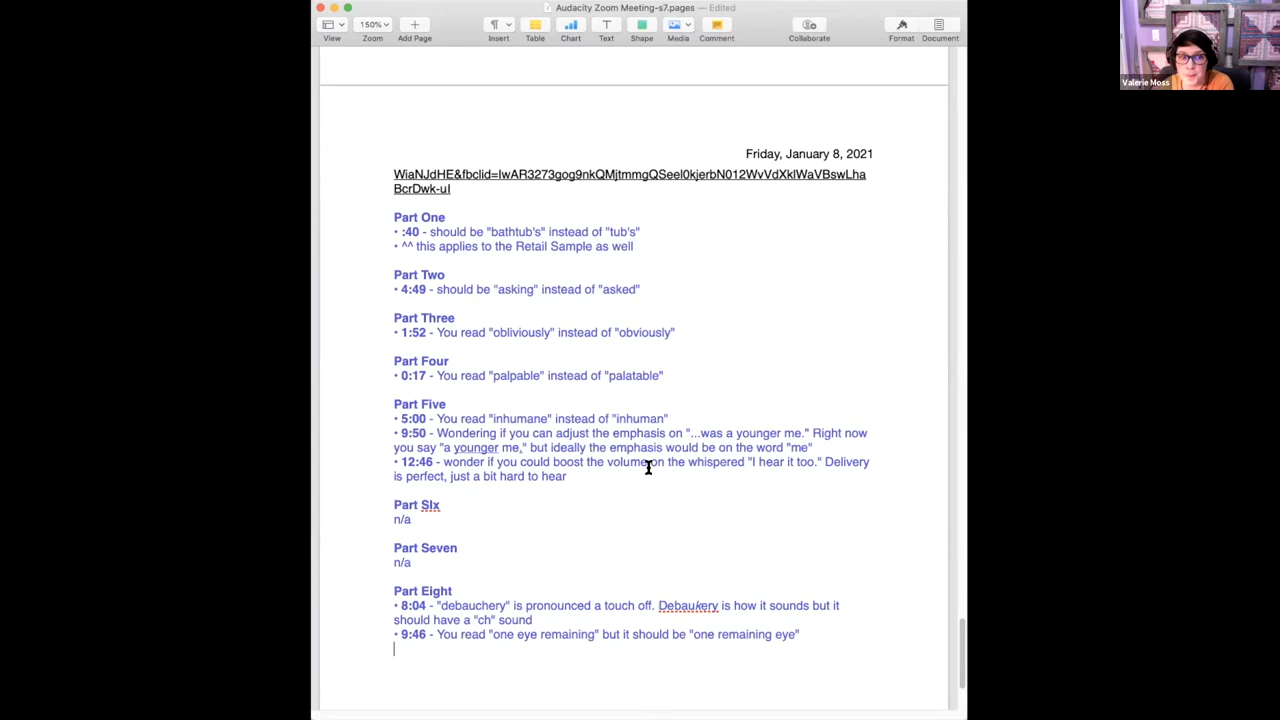 Audacity Zoom Meeting-s7.pages — Edited
150%
View Zoom Add Page Insert Table Chart Text Shape Media Comment Collaborate Format Document
Valerie Moss
Friday, January 8, 2021
WiaNJdHE&fbclid=IwAR3273gog9nkQMjtmmgQSeel0kjerbN012WvVdXklWaVBswLha
BcrDwk-uI
Part One
• :40 - should be "bathtub's" instead of "tub's"
• ^^ this applies to the Retail Sample as well
Part Two
• 4:49 - should be "asking" instead of "asked"
Part Three
• 1:52 - You read "obliviously" instead of "obviously"
Part Four
• 0:17 - You read "palpable" instead of "palatable"
Part Five
• 5:00 - You read "inhumane" instead of "inhuman"
• 9:50 - Wondering if you can adjust the emphasis on "...was a younger me." Right now
you say "a younger me," but ideally the emphasis would be on the word "me"
• 12:46 - wonder if you could boost the volume on the whispered "I hear it too." Delivery
is perfect, just a bit hard to hear
Part SIx
n/a
Part Seven
n/a
Part Eight
• 8:04 - "debauchery" is pronounced a touch off. Debaukery is how it sounds but it
should have a "ch" sound
• 9:46 - You read "one eye remaining" but it should be "one remaining eye"